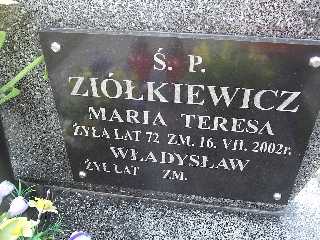 Ś. P.
ZIÓŁKIEWICZ
MARIA TERESA
ŻYŁA LAT 72 ZM. 16. VII. 2002r.
WŁADYSŁAW
ŻYŁ LAT ZM.